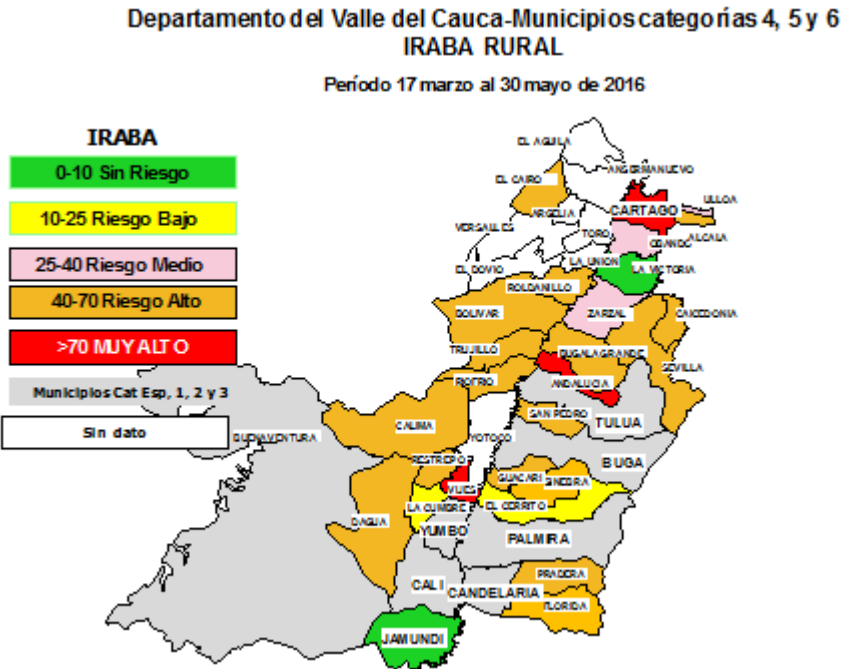 Departamento del Valle del Cauca-Municipios categorías 4, 5 y 6
IRABA RURAL
Período 17 marzo al 30 mayo de 2016
IRABA
0-10 Sin Riesgo
10-25 Riesgo Bajo
25-40 Riesgo Medio
40-70 Riesgo Alto
>70 MUY ALTO
Municipios Cat Esp, 1, 2 y 3
Sin dato
EL AGUILA
ANSERMANUEVO
EL CAIRO
ULLOA
ARGELIA
CARTAGO
VERSALLES
TORO
OBANDO
ALCALA
LA UNION
LA VICTORIA
EL DOVIO
ROLDANILLO
BOLIVAR
ZARZAL
CAICEDONIA
TRUJILLO
BUGALAGRANDE
SEVILLA
RIOFRIO
ANDALUCIA
SAN PEDRO
TULUA
CALIMA
BUENAVENTURA
YOTOCO
RESTREPO
BUGA
GUACARI
GINEBRA
VIJES
LA CUMBRE
EL CERRITO
DAGUA
YUMBO
PALMIRA
PRADERA
CALI
CANDELARIA
FLORIDA
JAMUNDI